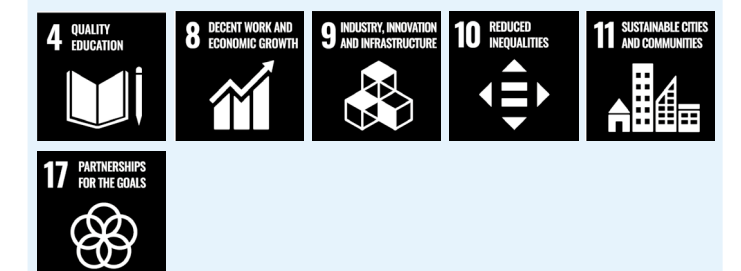 4 QUALITY
EDUCATION
8 DECENT WORK AND
ECONOMIC GROWTH
9 INDUSTRY, INNOVATION
AND INFRASTRUCTURE
10 REDUCED
INEQUALITIES
11 SUSTAINABLE CITIES
AND COMMUNITIES
17 PARTNERSHIPS
FOR THE GOALS